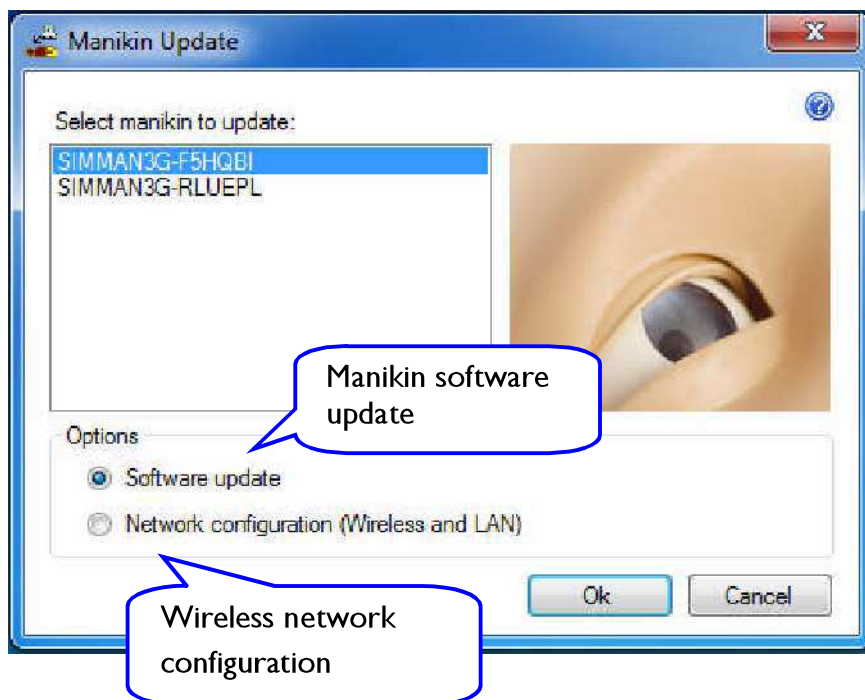 Manikin Update
Select manikin to update:
SIMMAN3G-F5HQBI
SIMMAN3G-RLUEPL
Manikin software
update
Options
Software update
Network configuration (Wireless and LAN)
Ok
Cancel
Wireless network
configuration